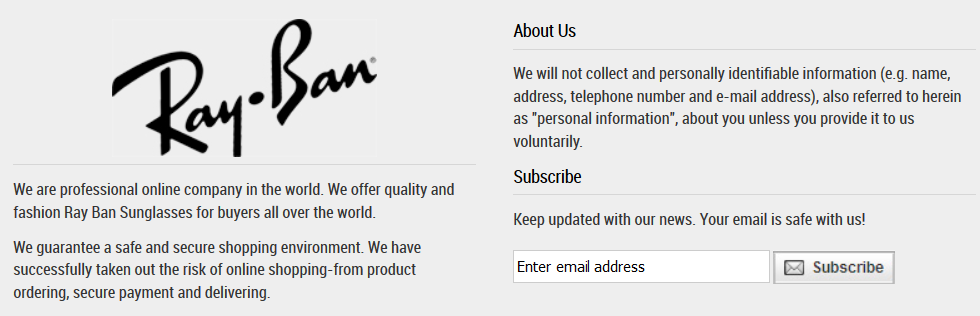 Ray-Ban®
We are professional online company in the world. We offer quality and
fashion Ray Ban Sunglasses for buyers all over the world.
We guarantee a safe and secure shopping environment. We have
successfully taken out the risk of online shopping-from product
ordering, secure payment and delivering.
About Us
We will not collect and personally identifiable information (e.g. name,
address, telephone number and e-mail address), also referred to herein
as "personal information", about you unless you provide it to us
voluntarily.
Subscribe
Keep updated with our news. Your email is safe with us!
Enter email address
Subscribe